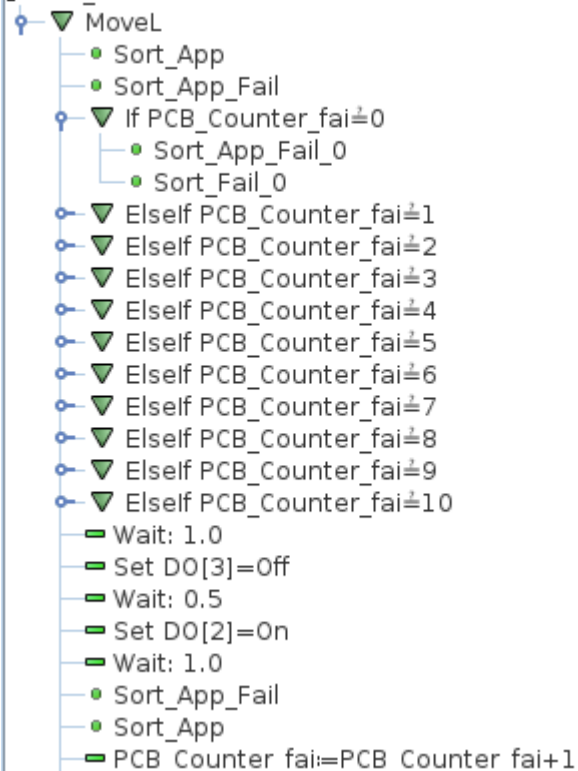 MoveL
Sort_App
Sort_App_Fail
If PCB_Counter_fai≟0
Sort_App_Fail_0
Sort_Fail_0
ElseIf PCB_Counter_fai≟1
ElseIf PCB_Counter_fai≟2
ElseIf PCB_Counter_fai≟3
ElseIf PCB_Counter_fai≟4
ElseIf PCB_Counter_fai≟5
ElseIf PCB_Counter_fai≟6
ElseIf PCB_Counter_fai≟7
ElseIf PCB_Counter_fai≟8
ElseIf PCB_Counter_fai≟9
ElseIf PCB_Counter_fai≟10
Wait: 1.0
Set DO[3]=Off
Wait: 0.5
Set DO[2]=On
Wait: 1.0
Sort_App_Fail
Sort_App
PCB_Counter_fai≔PCB_Counter_fai+1